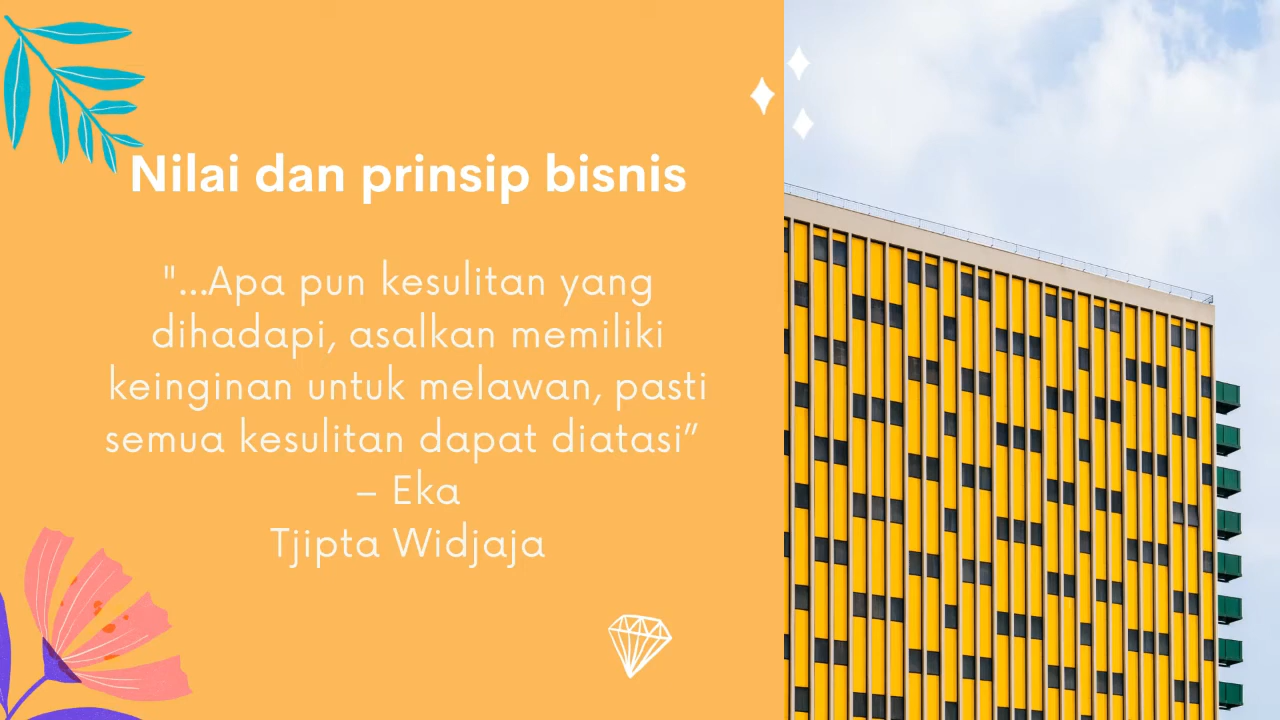 Nilai dan prinsip bisnis
"...Apa pun kesulitan yang
dihadapi, asalkan memiliki
keinginan untuk melawan, pasti
semua kesulitan dapat diatasi”
– Eka
Tjipta Widjaja